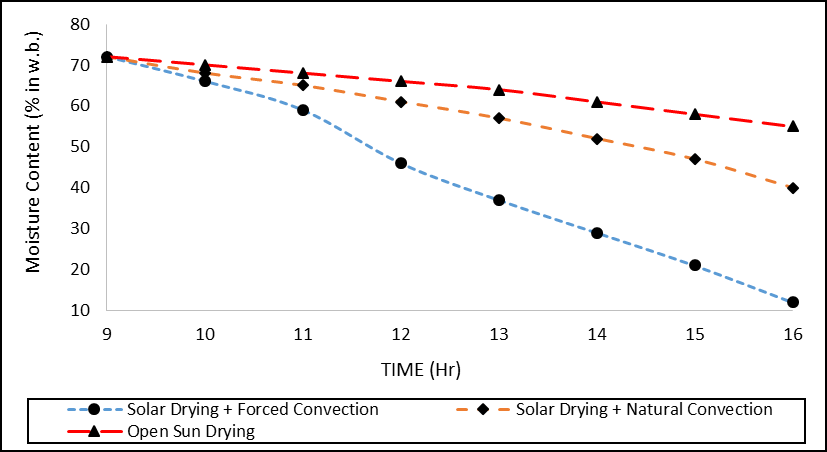 80
70
60
50
40
30
20
10
Moisture Content (% in w.b.)
9 10 11 12 13 14 15 16
TIME (Hr)
Solar Drying + Forced Convection Solar Drying + Natural Convection
Open Sun Drying